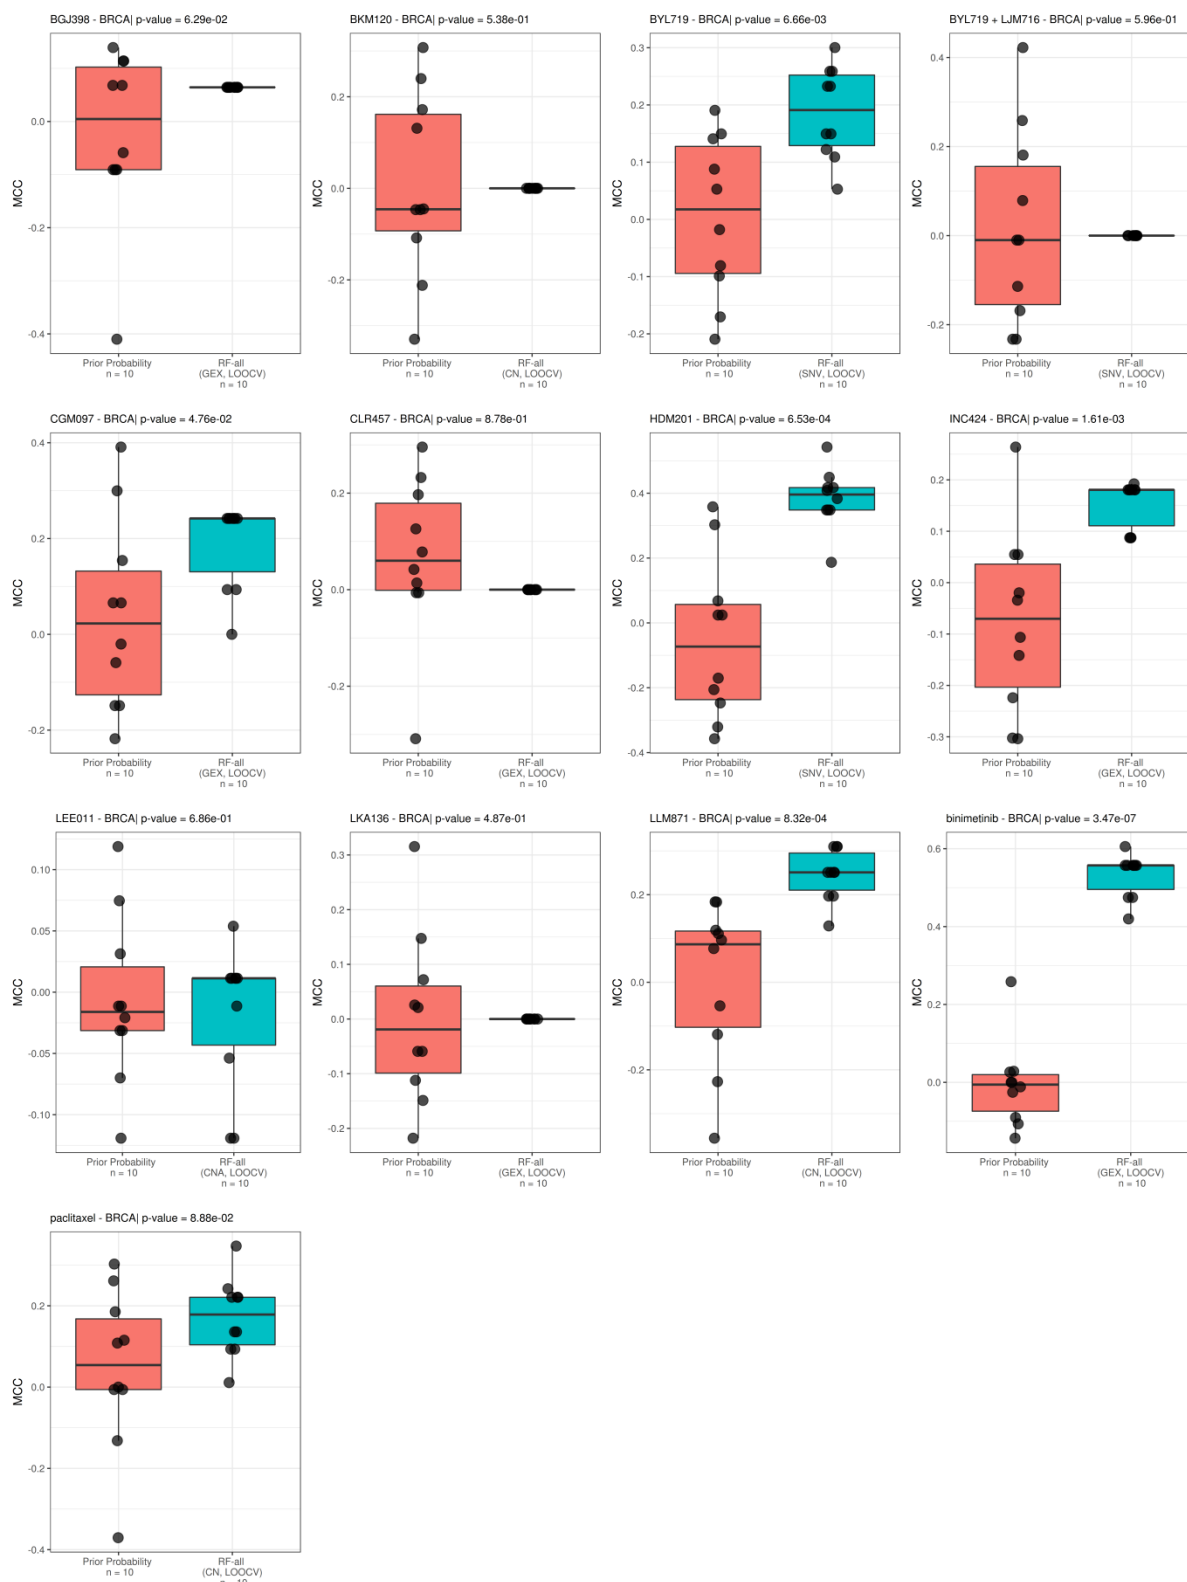 BGJ398 - BRCA| p-value = 6.29e-02
MCC
0.0
-0.2
-0.4
Prior Probability
n = 10
RF-all
(GEX, LOOCV)
n = 10
BKM120 - BRCA| p-value = 5.38e-01
MCC
0.2
0.0
-0.2
Prior Probability
n = 10
RF-all
(CN, LOOCV)
n = 10
BYL719 - BRCA| p-value = 6.66e-03
MCC
0.3
0.2
0.1
0.0
-0.1
-0.2
Prior Probability
n = 10
RF-all
(SNV, LOOCV)
n = 10
BYL719 + LJM716 - BRCA| p-value = 5.96e-01
MCC
0.4
0.2
0.0
-0.2
Prior Probability
n = 10
RF-all
(SNV, LOOCV)
n = 10
CGM097 - BRCA| p-value = 4.76e-02
MCC
0.4
0.2
0.0
-0.2
Prior Probability
n = 10
RF-all
(GEX, LOOCV)
n = 10
CLR457 - BRCA| p-value = 8.78e-01
MCC
0.2
0.0
-0.2
Prior Probability
n = 10
RF-all
(GEX, LOOCV)
n = 10
HDM201 - BRCA| p-value = 6.53e-04
MCC
0.4
0.2
0.0
-0.2
-0.4
Prior Probability
n = 10
RF-all
(SNV, LOOCV)
n = 10
INC424 - BRCA| p-value = 1.61e-03
MCC
0.2
0.1
0.0
-0.1
-0.2
-0.3
Prior Probability
n = 10
RF-all
(GEX, LOOCV)
n = 10
LEE011 - BRCA| p-value = 6.86e-01
MCC
0.10
0.05
0.00
-0.05
-0.10
Prior Probability
n = 10
RF-all
(CNA, LOOCV)
n = 10
LKA136 - BRCA| p-value = 4.87e-01
MCC
0.3
0.2
0.1
0.0
-0.1
-0.2
Prior Probability
n = 10
RF-all
(GEX, LOOCV)
n = 10
LLM871 - BRCA| p-value = 8.32e-04
MCC
0.2
0.0
-0.2
Prior Probability
n = 10
RF-all
(CN, LOOCV)
n = 10
binimetinib - BRCA| p-value = 3.47e-07
MCC
0.6
0.4
0.2
0.0
Prior Probability
n = 10
RF-all
(GEX, LOOCV)
n = 10
paclitaxel - BRCA| p-value = 8.88e-02
MCC
0.2
0.0
-0.2
-0.4
Prior Probability
n = 10
RF-all
(CN, LOOCV)
n = 10